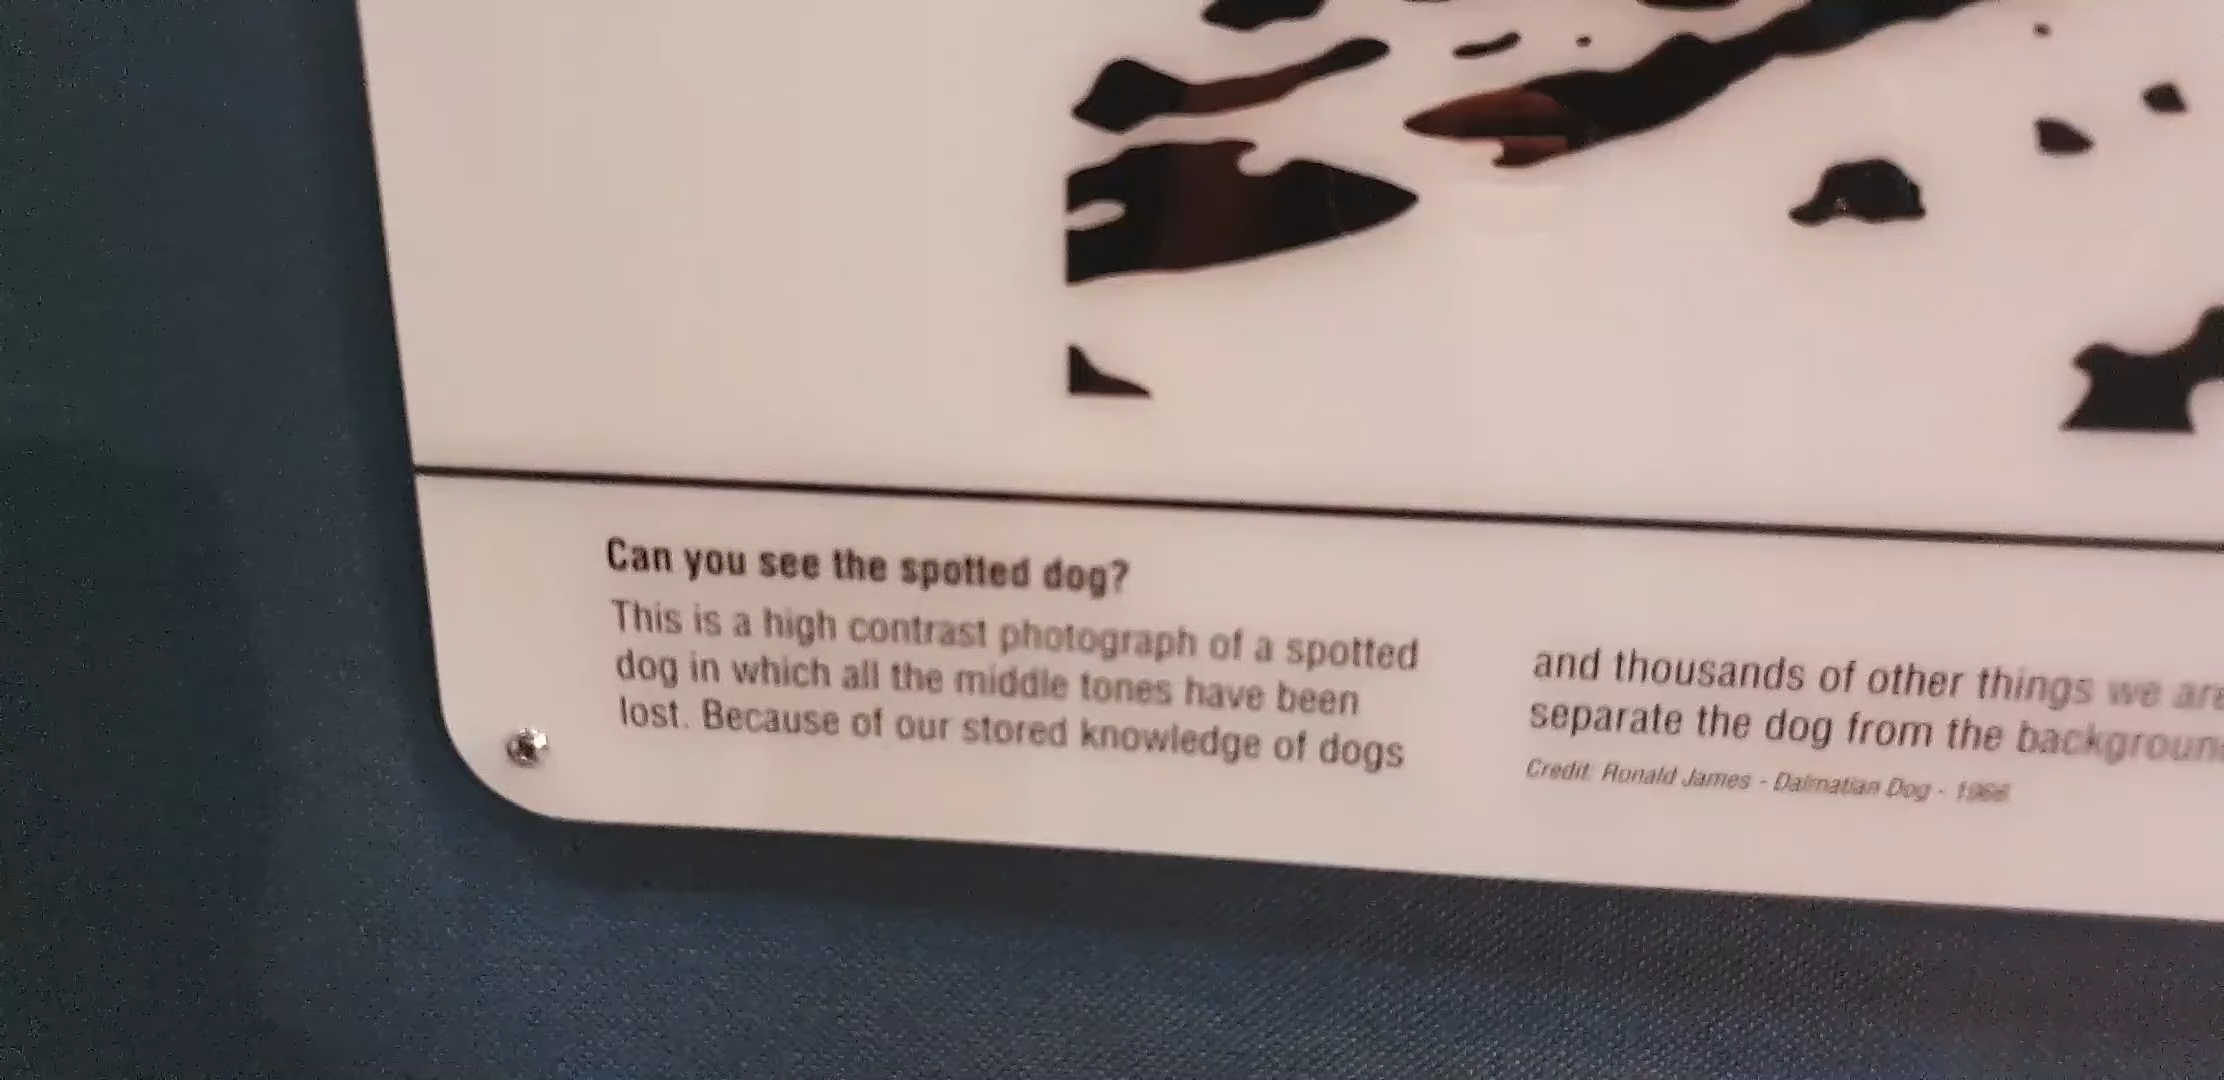 Can you see the spotted dog?
This is a high contrast photograph of a spotted
dog in which all the middle tones have been
lost. Because of our stored knowledge of dogs
and thousands of other things we are
separate the dog from the
Credit: Ronald James - Dalmatian Dog -